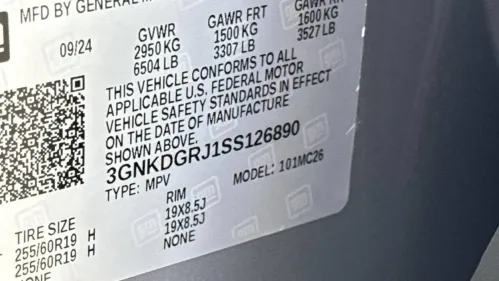 MFD BY GENERAL M
09/24 GVWR GAWR FRT GAWR RR
2950 KG 1500 KG 1600 KG
6504 LB 3307 LB 3527 LB
THIS VEHICLE CONFORMS TO ALL
APPLICABLE U.S. FEDERAL MOTOR
VEHICLE SAFETY STANDARDS IN EFFECT
ON THE DATE OF MANUFACTURE
SHOWN ABOVE.
3GNKDGRJ1SS126890
TYPE: MPV MODEL: 101MC26
TIRE SIZE RIM
255/60R19 H 19X8.5J
255/60R19 H 19X8.5J
NONE NONE